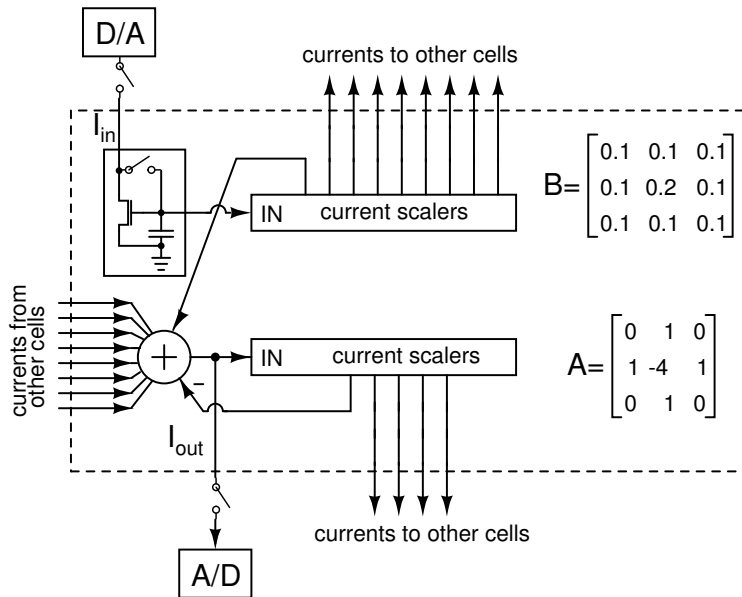 D/A
currents to other cells
I_in
IN current scalers
B=
0.1 0.1 0.1
0.1 0.2 0.1
0.1 0.1 0.1
currents from
other cells
+
IN current scalers
−
A=
0 1 0
1 -4 1
0 1 0
I_out
currents to other cells
A/D